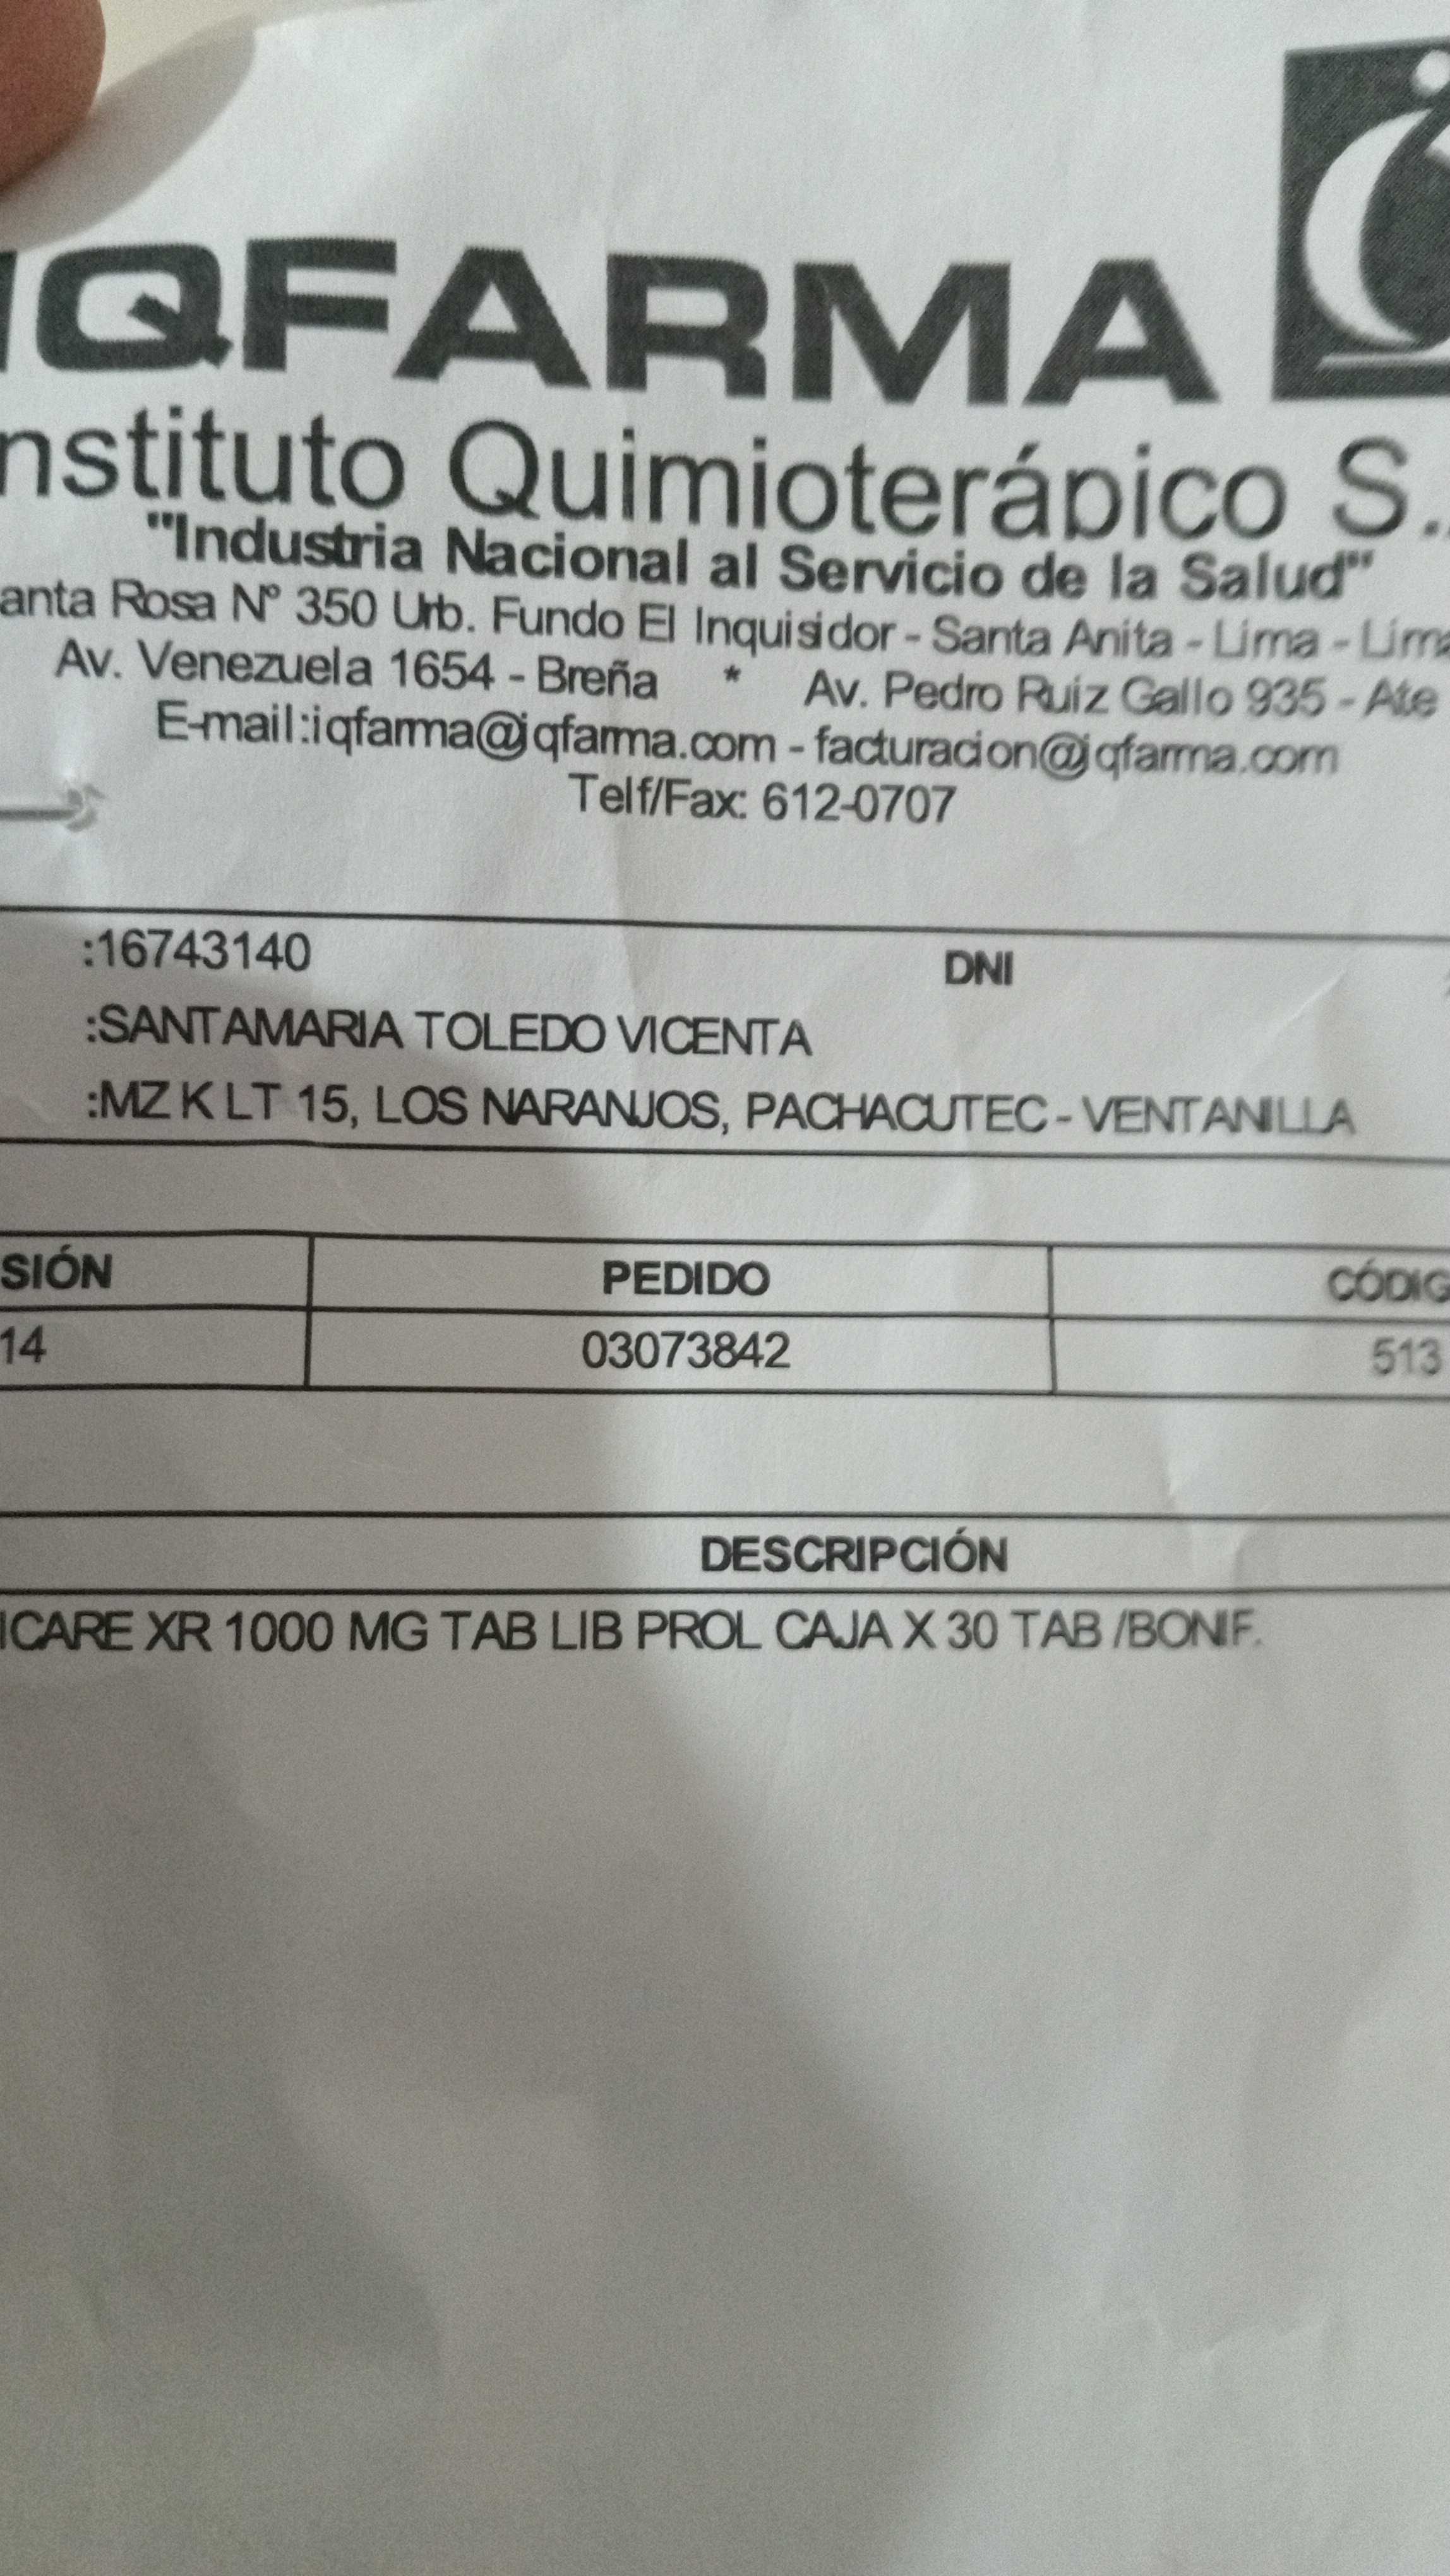 IQFARMA
nstituto Quimioterápico S.
"Industria Nacional al Servicio de la Salud"
anta Rosa Nº 350 Urb. Fundo El Inquisidor - Santa Anita - Lima - Lima
Av. Venezuela 1654 - Breña * Av. Pedro Ruiz Gallo 935 - Ate
E-mail:iqfarma@iqfarma.com - facturacion@iqfarma.com
Telf/Fax: 612-0707
:16743140 DNI
:SANTAMARIA TOLEDO VICENTA
:MZ K LT 15, LOS NARANJOS, PACHACUTEC - VENTANILLA
SIÓN PEDIDO CÓDIG
14 03073842 513
DESCRIPCIÓN
ICARE XR 1000 MG TAB LIB PROL CAJA X 30 TAB /BONIF.